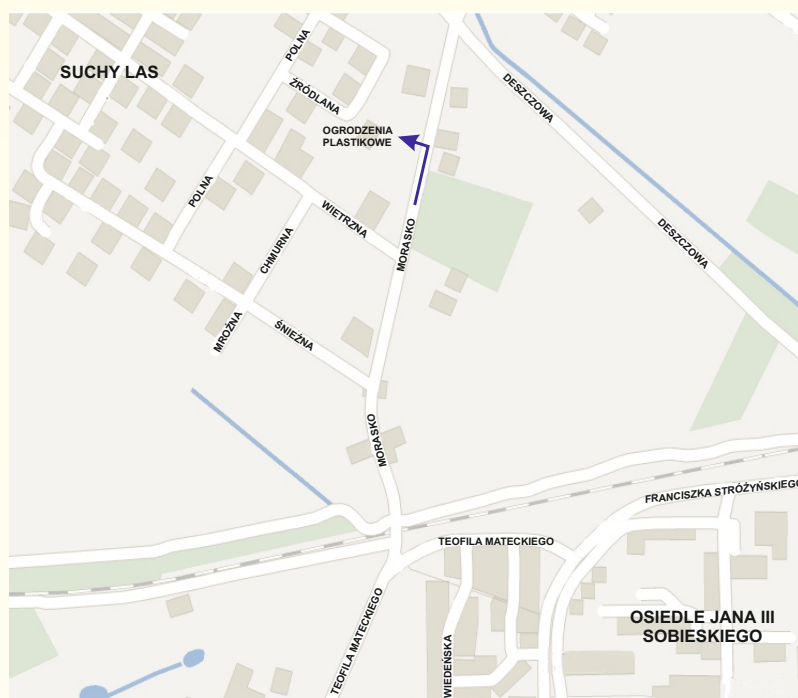 POLNA
SUCHY LAS
ŹRÓDLANA
DESZCZOWA
OGRODZENIA
PLASTIKOWE
POLNA
WIETRZNA
CHMURNA
MORASKO
DESZCZOWA
MROŹNA
ŚNIEŻNA
MORASKO
FRANCISZKA STRÓŻYŃSKIEGO
TEOFILA MATECKIEGO
TEOFILA MATECKIEGO
WIEDEŃSKA
OSIEDLE JANA III
SOBIESKIEGO